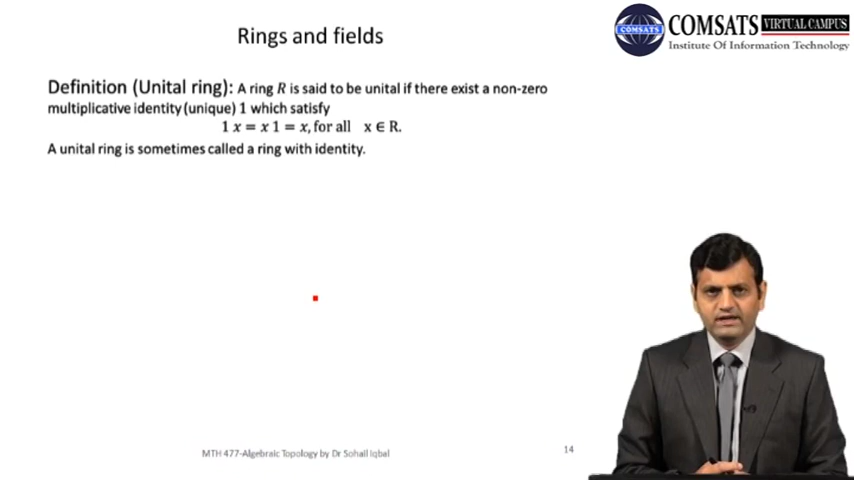 Rings and fields
COMSATS VIRTUAL CAMPUS
Institute Of Information Technology
COMSATS
Definition (Unital ring): A ring R is said to be unital if there exist a non-zero
multiplicative identity(unique) 1 which satisfy
1 x = x 1 = x, for all x ∈ R.
A unital ring is sometimes called a ring with identity.
MTH 477-Algebraic Topology by Dr Sohail Iqbal
14